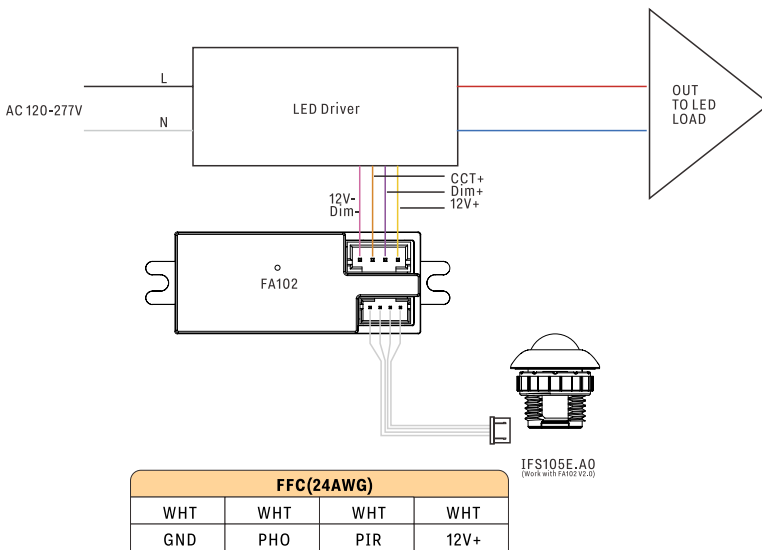 L
AC 120-277V
N
LED Driver
OUT
TO LED
LOAD
CCT+
Dim+
12V+
12V-
Dim-
FA102
IFS105E.A0
(Work with FA102 V2.0)
FFC(24AWG)
WHT WHT WHT WHT
GND PHO PIR 12V+